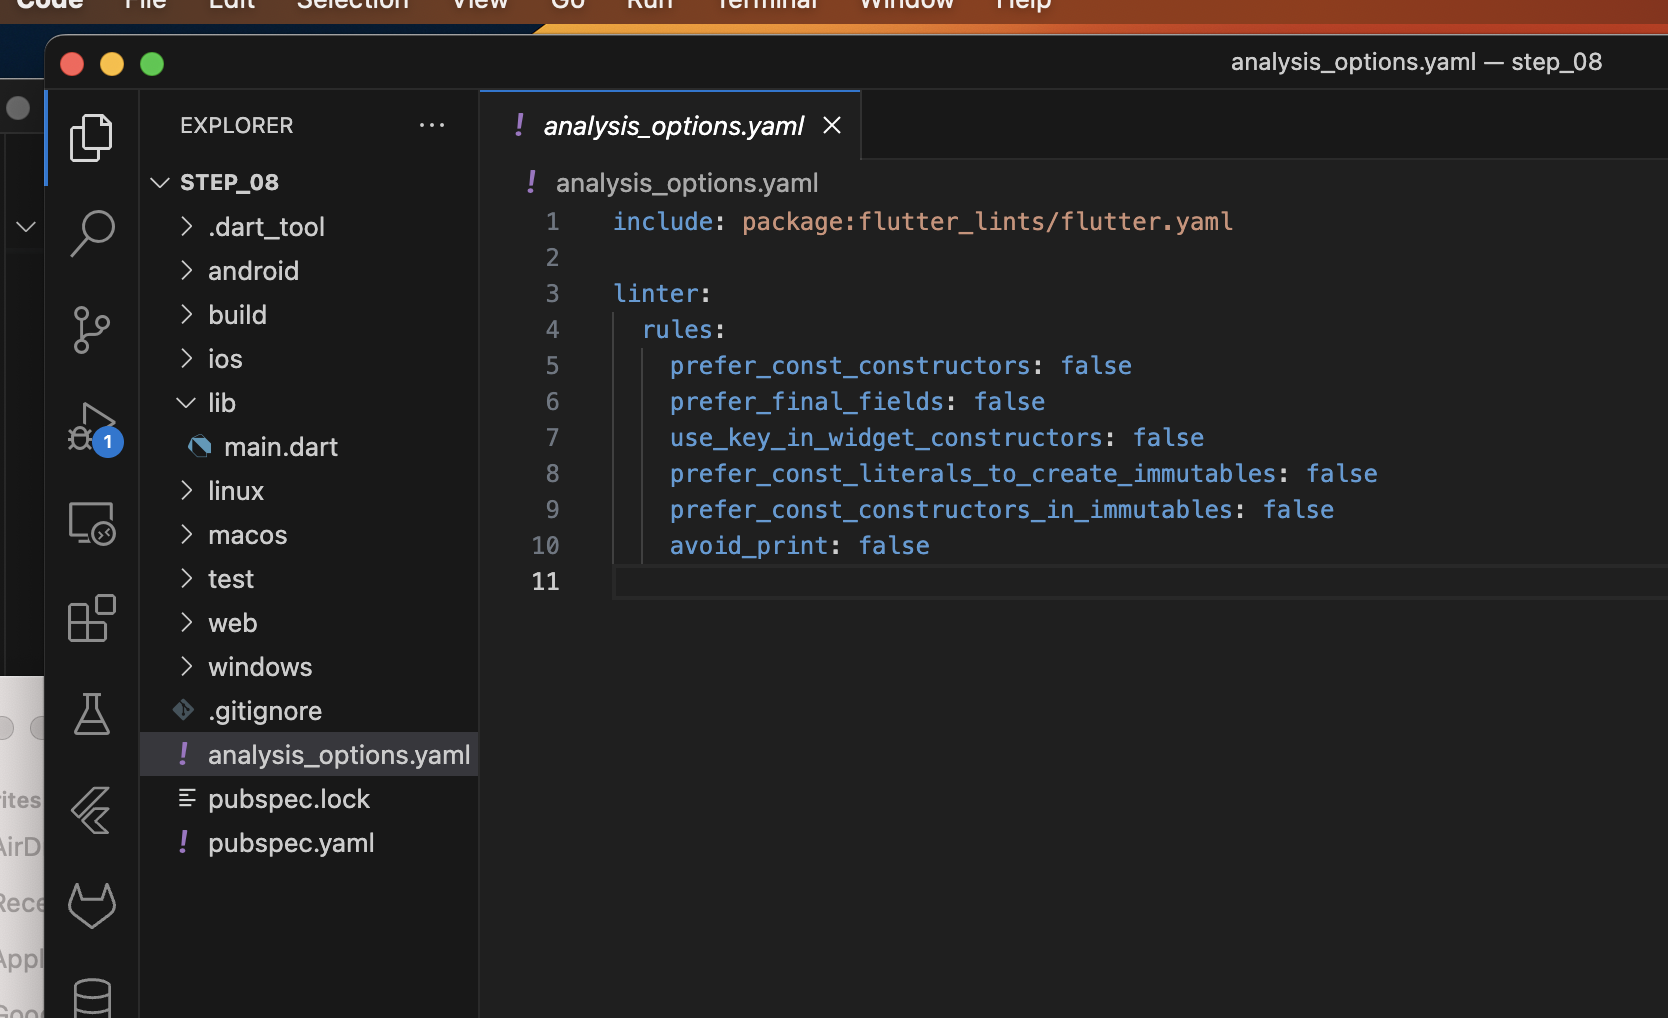 Code File Edit Selection View Go Run Terminal Window Help
analysis_options.yaml — step_08
EXPLORER
STEP_08
.dart_tool
android
build
ios
lib
main.dart
linux
macos
test
web
windows
.gitignore
analysis_options.yaml
pubspec.lock
pubspec.yaml
1
analysis_options.yaml
analysis_options.yaml
1 include: package:flutter_lints/flutter.yaml
2
3 linter:
4 rules:
5 prefer_const_constructors: false
6 prefer_final_fields: false
7 use_key_in_widget_constructors: false
8 prefer_const_literals_to_create_immutables: false
9 prefer_const_constructors_in_immutables: false
10 avoid_print: false
11
ites
AirD
Rece
Appl